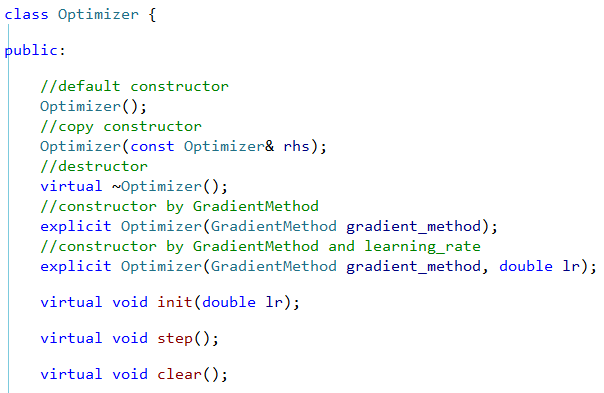 class Optimizer {
public:
//default constructor
Optimizer();
//copy constructor
Optimizer(const Optimizer& rhs);
//destructor
virtual ~Optimizer();
//constructor by GradientMethod
explicit Optimizer(GradientMethod gradient_method);
//constructor by GradientMethod and learning_rate
explicit Optimizer(GradientMethod gradient_method, double lr);
virtual void init(double lr);
virtual void step();
virtual void clear();